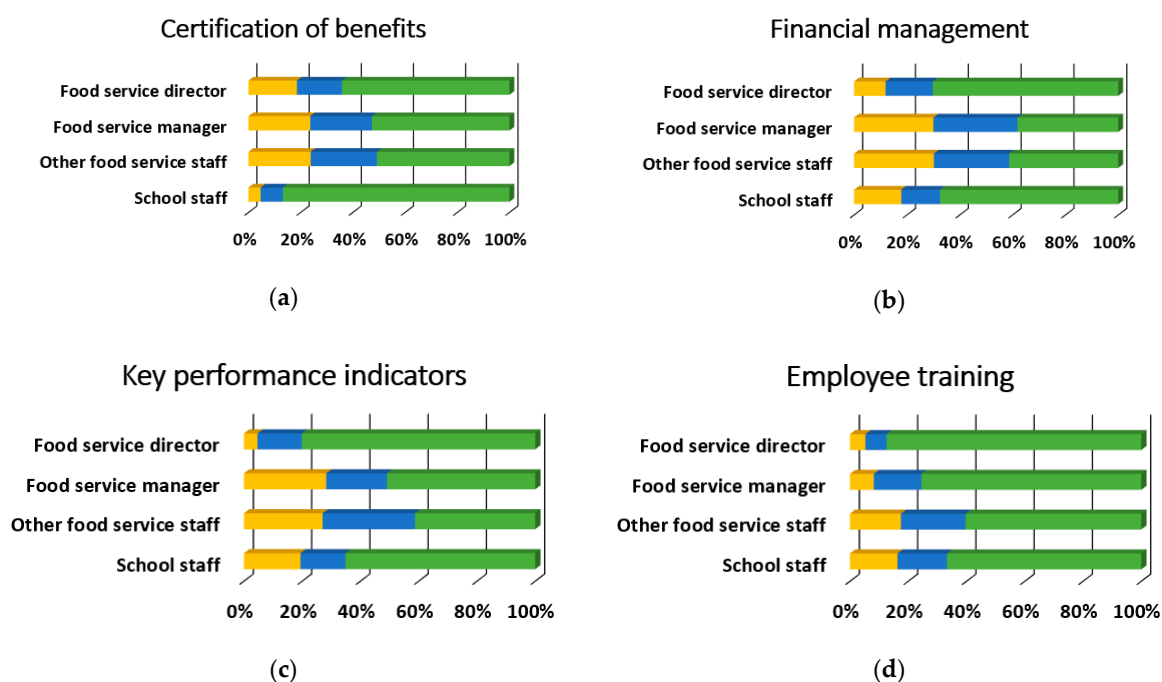 Certification of benefits
Food service director
Food service manager
Other food service staff
School staff
0% 20% 40% 60% 80% 100%
(a)
Financial management
Food service director
Food service manager
Other food service staff
School staff
0% 20% 40% 60% 80% 100%
(b)
Key performance indicators
Food service director
Food service manager
Other food service staff
School staff
0% 20% 40% 60% 80% 100%
(c)
Employee training
Food service director
Food service manager
Other food service staff
School staff
0% 20% 40% 60% 80% 100%
(d)